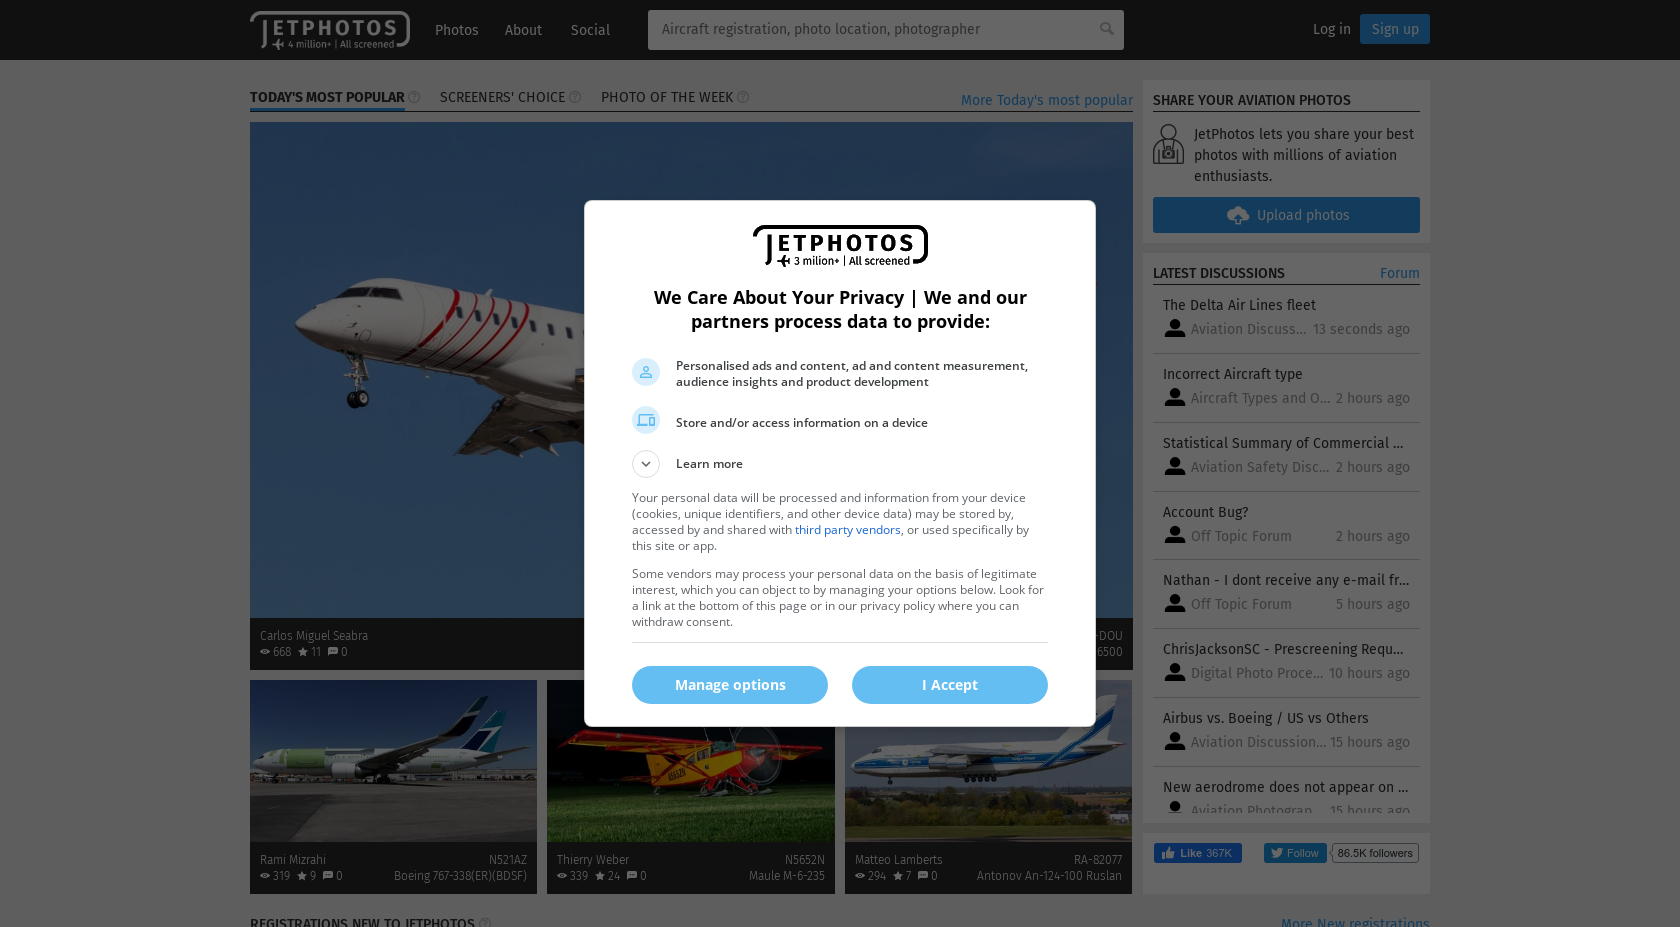 JETPHOTOS
4 million+ | All screened
Photos
About
Social
Aircraft registration, photo location, photographer
Log in
Sign up
TODAY'S MOST POPULAR
SCREENERS' CHOICE
PHOTO OF THE WEEK
More Today's most popular
Carlos Miguel Seabra
668 11 0
-DOU
6500
Rami Mizrahi
N521AZ
319 9 0
Boeing 767-338(ER)(BDSF)
Thierry Weber
N5652N
339 24 0
Maule M-6-235
Matteo Lamberts
RA-82077
294 7 0
Antonov An-124-100 Ruslan
REGISTRATIONS NEW TO JETPHOTOS
More New registrations
SHARE YOUR AVIATION PHOTOS
JetPhotos lets you share your best
photos with millions of aviation
enthusiasts.
Upload photos
LATEST DISCUSSIONS
Forum
The Delta Air Lines fleet
Aviation Discuss... 13 seconds ago
Incorrect Aircraft type
Aircraft Types and O... 2 hours ago
Statistical Summary of Commercial ...
Aviation Safety Disc... 2 hours ago
Account Bug?
Off Topic Forum 2 hours ago
Nathan - I dont receive any e-mail fr...
Off Topic Forum 5 hours ago
ChrisJacksonSC - Prescreening Requ...
Digital Photo Proce... 10 hours ago
Airbus vs. Boeing / US vs Others
Aviation Discussion... 15 hours ago
New aerodrome does not appear on ...
Aviation Photograp... 15 hours ago
Like 367K
Follow
86.5K followers
JETPHOTOS
3 milion+ | All screened
We Care About Your Privacy | We and our
partners process data to provide:
Personalised ads and content, ad and content measurement,
audience insights and product development
Store and/or access information on a device
Learn more
Your personal data will be processed and information from your device
(cookies, unique identifiers, and other device data) may be stored by,
accessed by and shared with third party vendors, or used specifically by
this site or app.
Some vendors may process your personal data on the basis of legitimate
interest, which you can object to by managing your options below. Look for
a link at the bottom of this page or in our privacy policy where you can
withdraw consent.
Manage options
I Accept